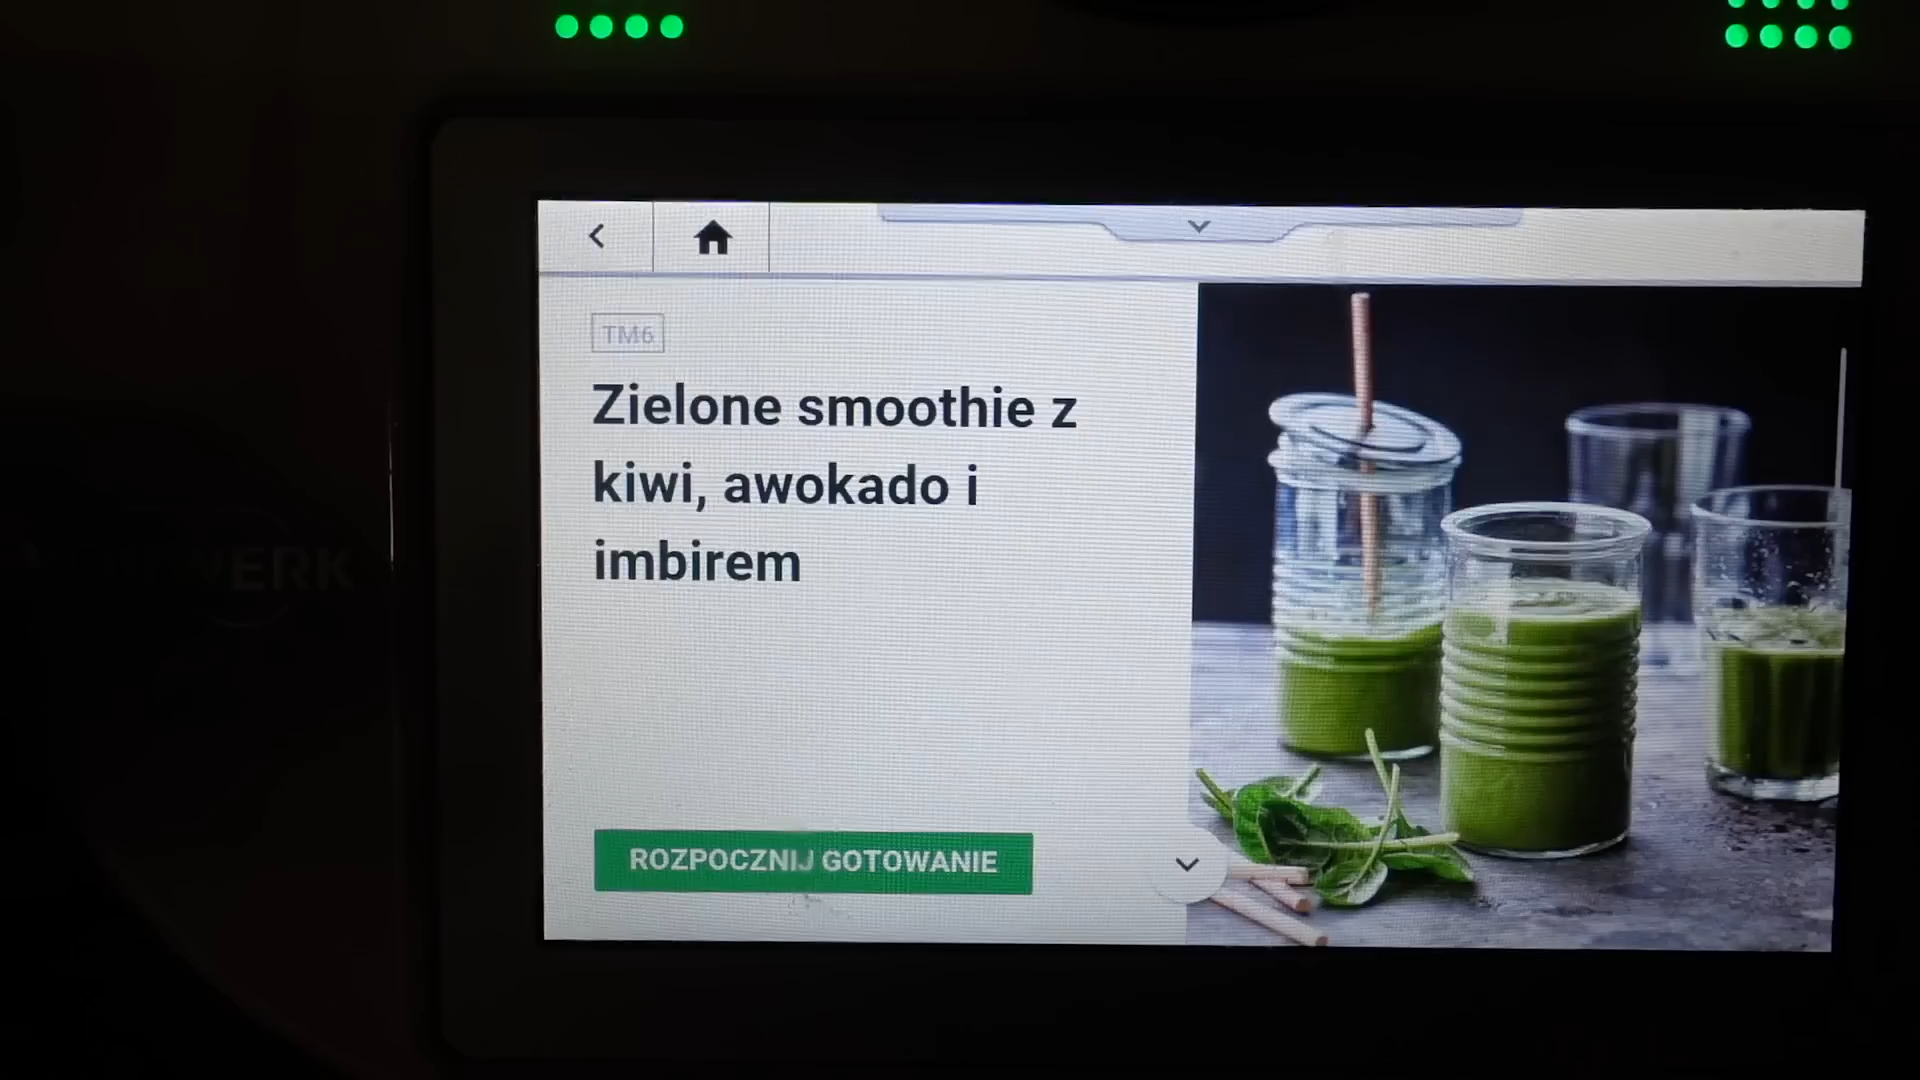 TM6
Zielone smoothie z
kiwi, awokado i
imbirem
ROZPOCZNIJ GOTOWANIE